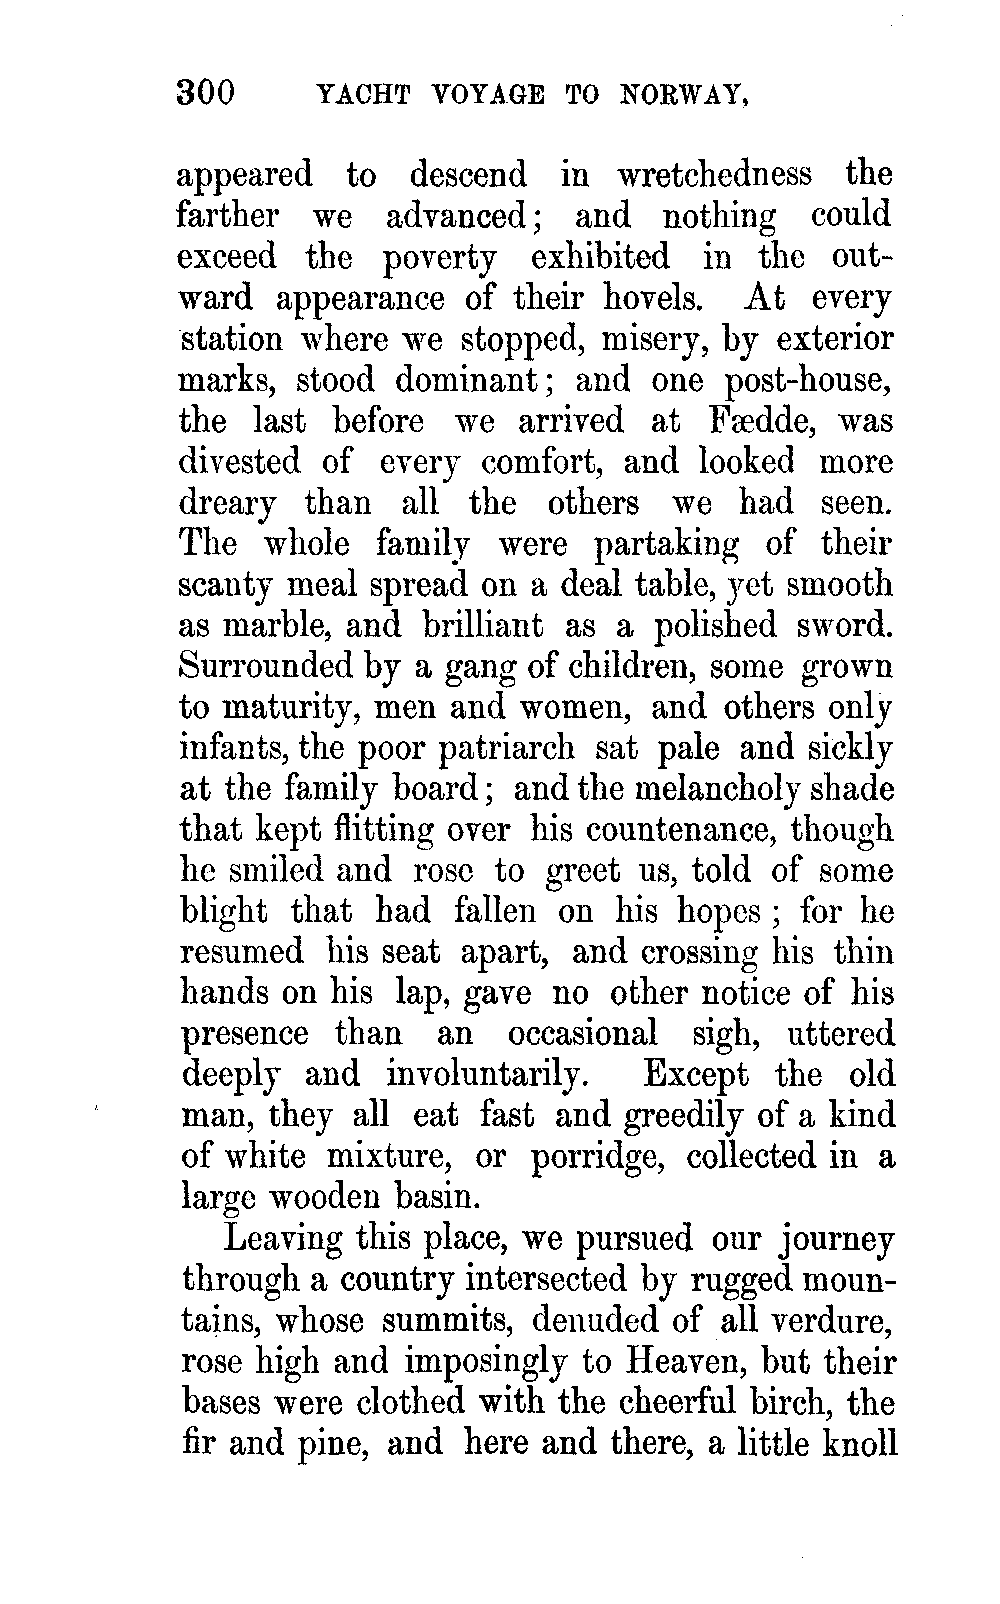 300 YACHT VOYAGE TO NORWAY,
appeared to descend in wretchedness the
farther we advanced; and nothing could
exceed the poverty exhibited in the out-
ward appearance of their hovels. At every
station where we stopped, misery, by exterior
marks, stood dominant; and one post-house,
the last before we arrived at Fædde, was
divested of every comfort, and looked more
dreary than all the others we had seen.
The whole family were partaking of their
scanty meal spread on a deal table, yet smooth
as marble, and brilliant as a polished sword.
Surrounded by a gang of children, some grown
to maturity, men and women, and others only
infants, the poor patriarch sat pale and sickly
at the family board; and the melancholy shade
that kept flitting over his countenance, though
he smiled and rose to greet us, told of some
blight that had fallen on his hopes; for he
resumed his seat apart, and crossing his thin
hands on his lap, gave no other notice of his
presence than an occasional sigh, uttered
deeply and involuntarily. Except the old
man, they all eat fast and greedily of a kind
of white mixture, or porridge, collected in a
large wooden basin.
Leaving this place, we pursued our journey
through a country intersected by rugged moun-
tains, whose summits, denuded of all verdure,
rose high and imposingly to Heaven, but their
bases were clothed with the cheerful birch, the
fir and pine, and here and there, a little knoll